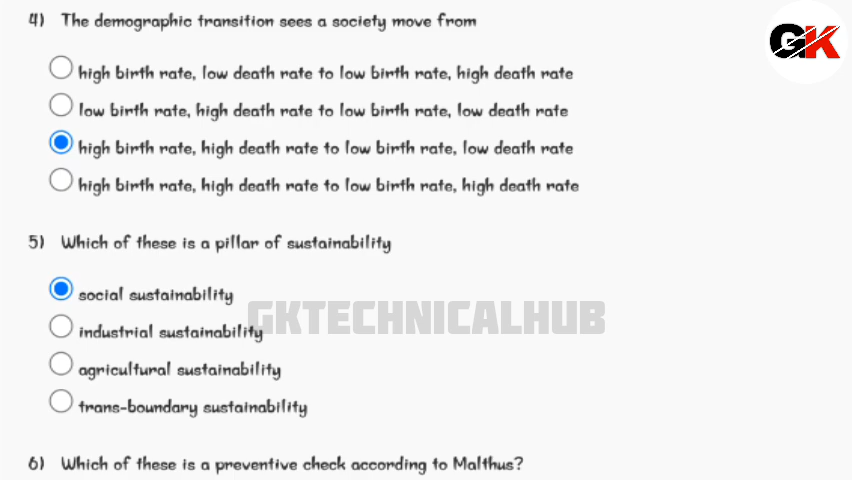 GK
4) The demographic transition sees a society move from
high birth rate, low death rate to low birth rate, high death rate
low birth rate, high death rate to low birth rate, low death rate
high birth rate, high death rate to low birth rate, low death rate
high birth rate, high death rate to low birth rate, high death rate
5) Which of these is a pillar of sustainability
social sustainability
GKTECHNICALHUB
industrial sustainability
agricultural sustainability
trans-boundary sustainability
6) Which of these is a preventive check according to Malthus?